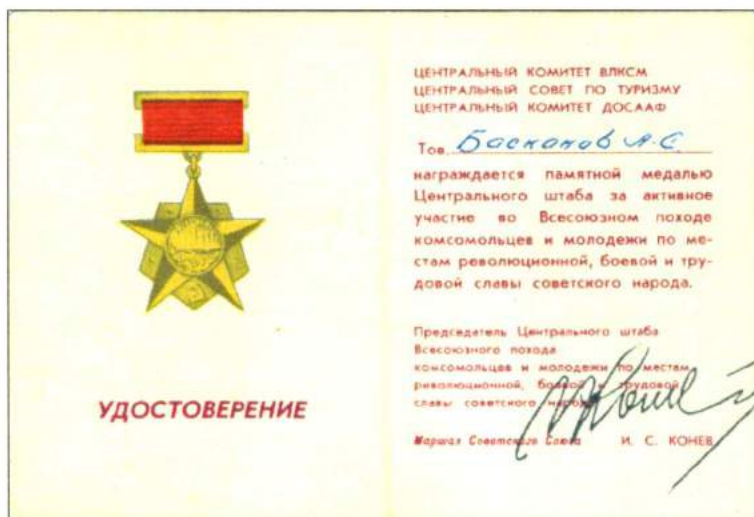 УДОСТОВЕРЕНИЕ
ЦЕНТРАЛЬНЫЙ КОМИТЕТ ВЛКСМ
ЦЕНТРАЛЬНЫЙ СОВЕТ ПО ТУРИЗМУ
ЦЕНТРАЛЬНЫЙ КОМИТЕТ ДОСААФ
Тов. Басканов А.С.
награждается памятной медалью
Центрального штаба за активное
участие во Всесоюзном походе
комсомольцев и молодежи по ме-
стам революционной, боевой и тру-
довой славы советского народа.
Председатель Центрального штаба
Всесоюзного похода
комсомольцев и молодежи по местам
революционной, боевой и трудовой
славы советского народа
Маршал Советского Союза И. С. КОНЕВ